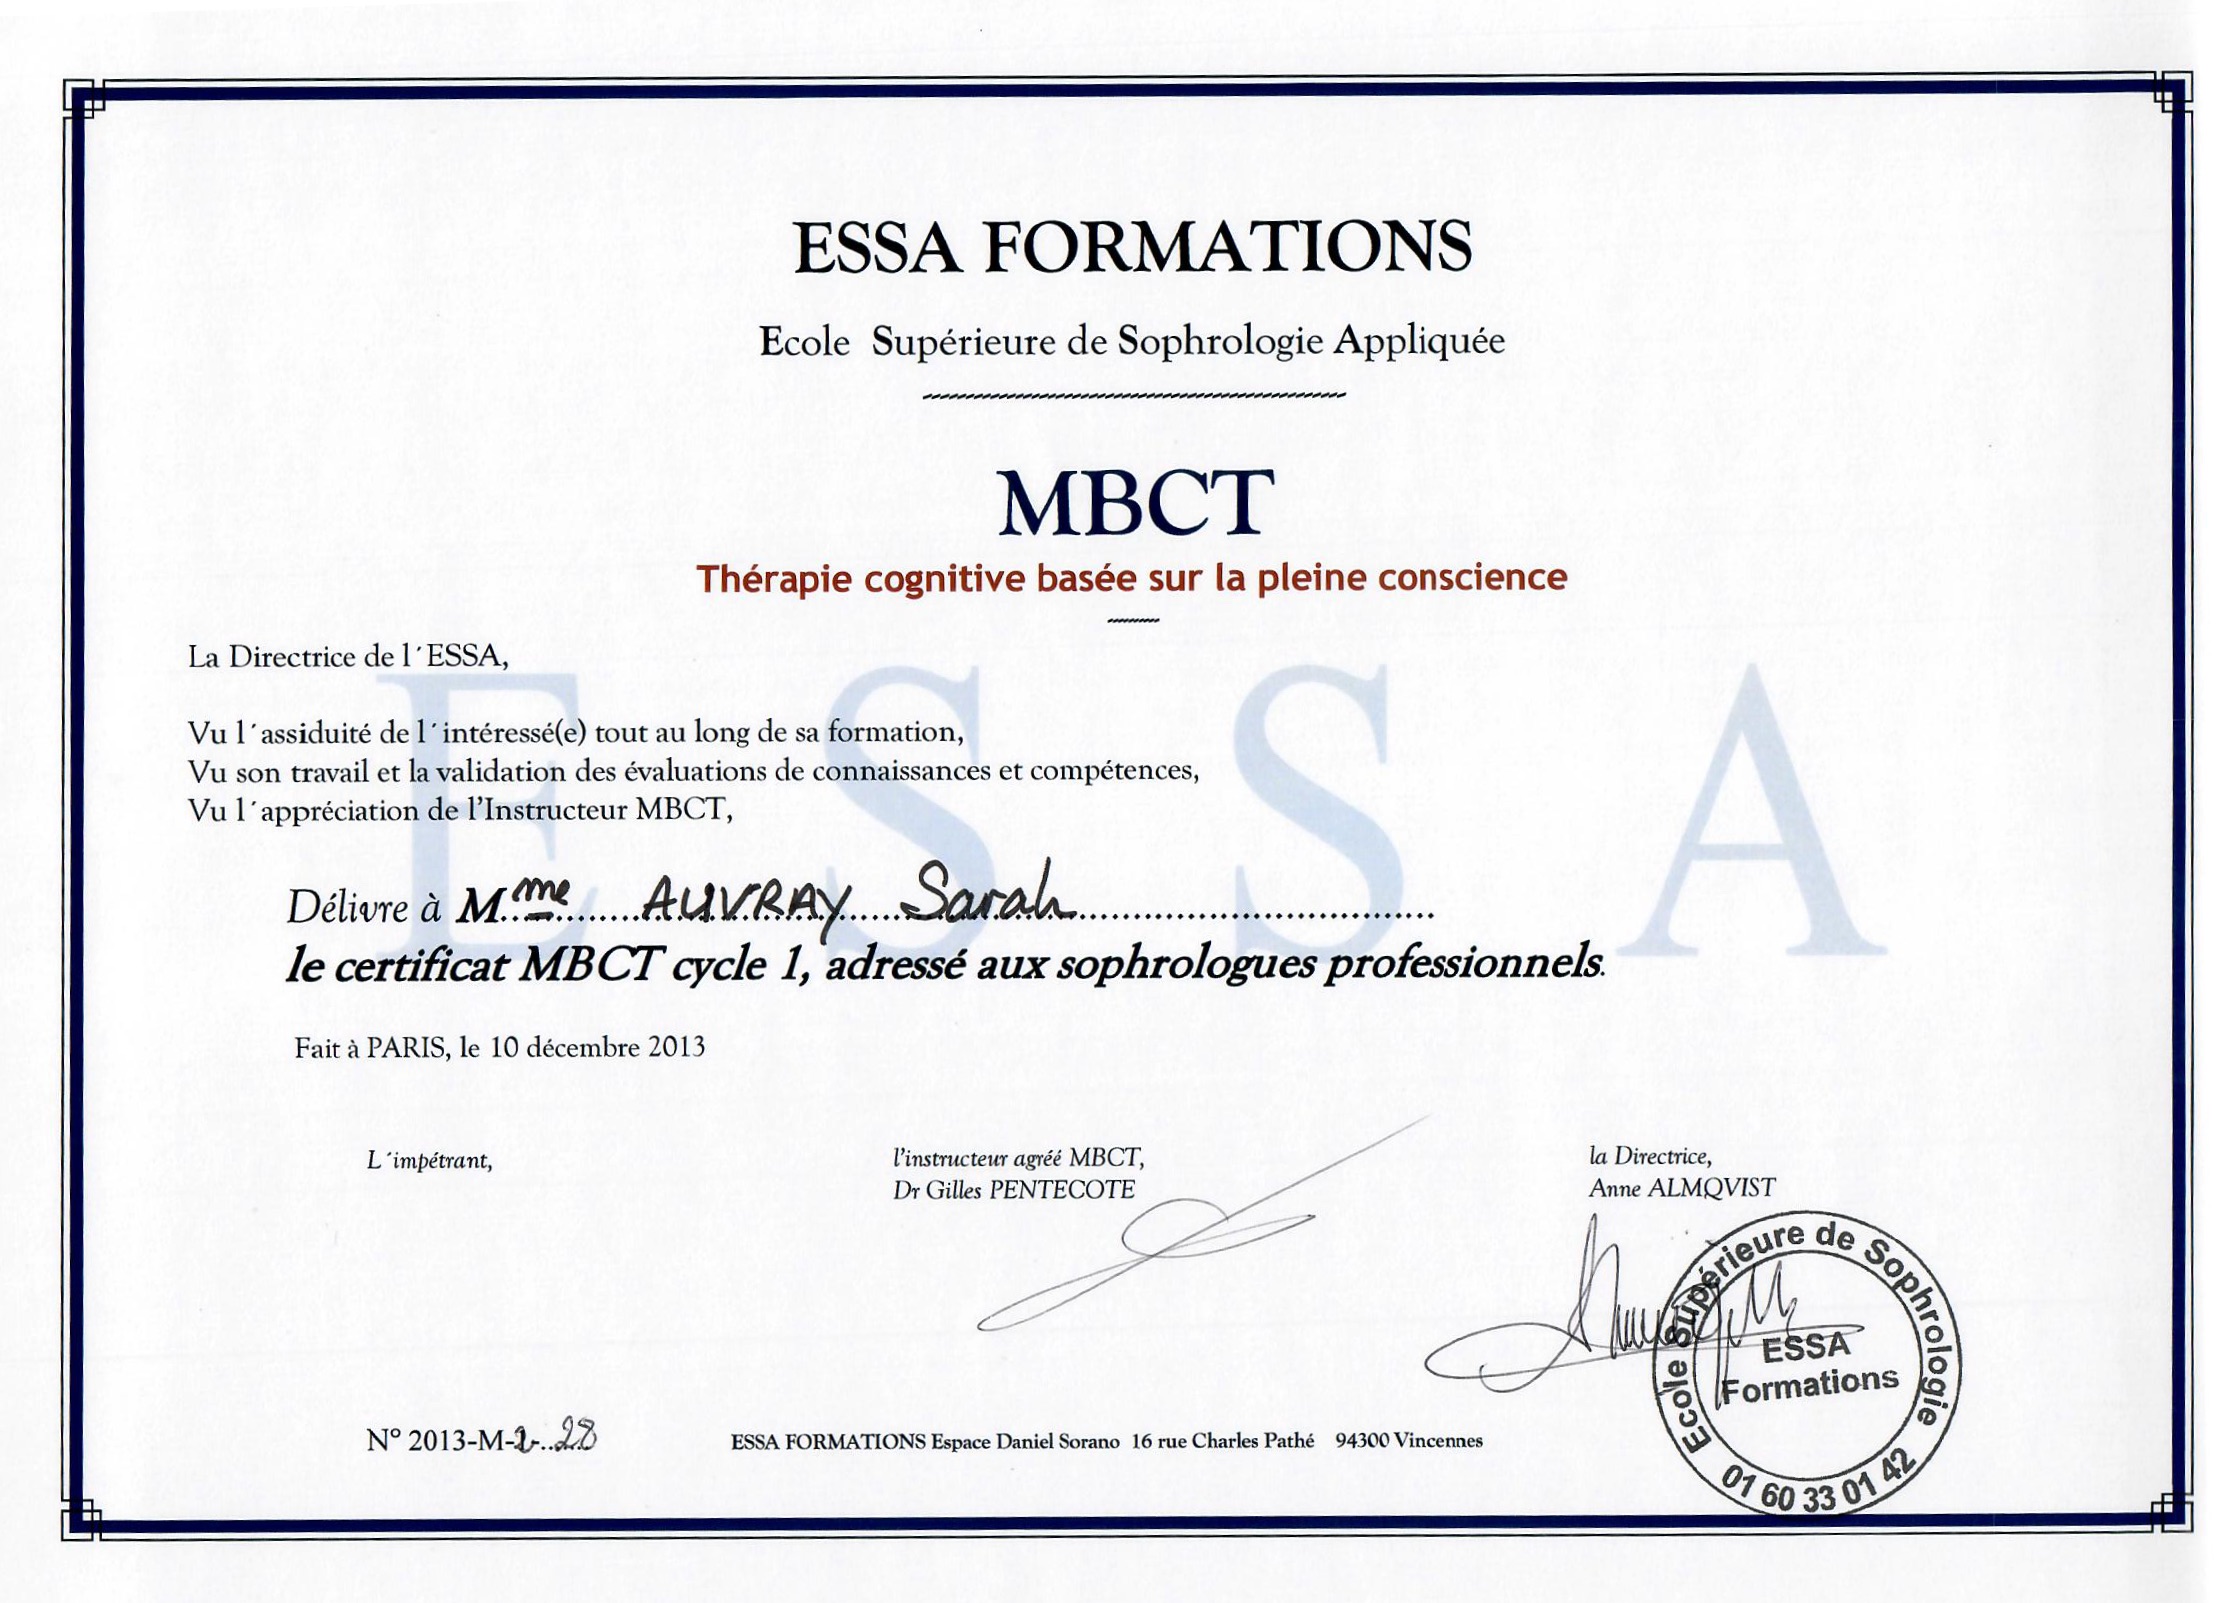 ESSA FORMATIONS
Ecole Supérieure de Sophrologie Appliquée
MBCT
Thérapie cognitive basée sur la pleine conscience
La Directrice de l´ESSA,
E S S A
Vu l´assiduité de l´intéressé(e) tout au long de sa formation,
Vu son travail et la validation des évaluations de connaissances et compétences,
Vu l´appréciation de l'Instructeur MBCT,
Délivre à Mme AUVRAY Sarah
le certificat MBCT cycle 1, adressé aux sophrologues professionnels.
Fait à PARIS, le 10 décembre 2013
L´impétrant,
l'instructeur agréé MBCT,
Dr Gilles PENTECOTE
la Directrice,
Anne ALMQVIST
Ecole Supérieure de Sophrologie
ESSA
Formations
01 60 33 01 42
N° 2013-M-2-..28
ESSA FORMATIONS Espace Daniel Sorano 16 rue Charles Pathé 94300 Vincennes